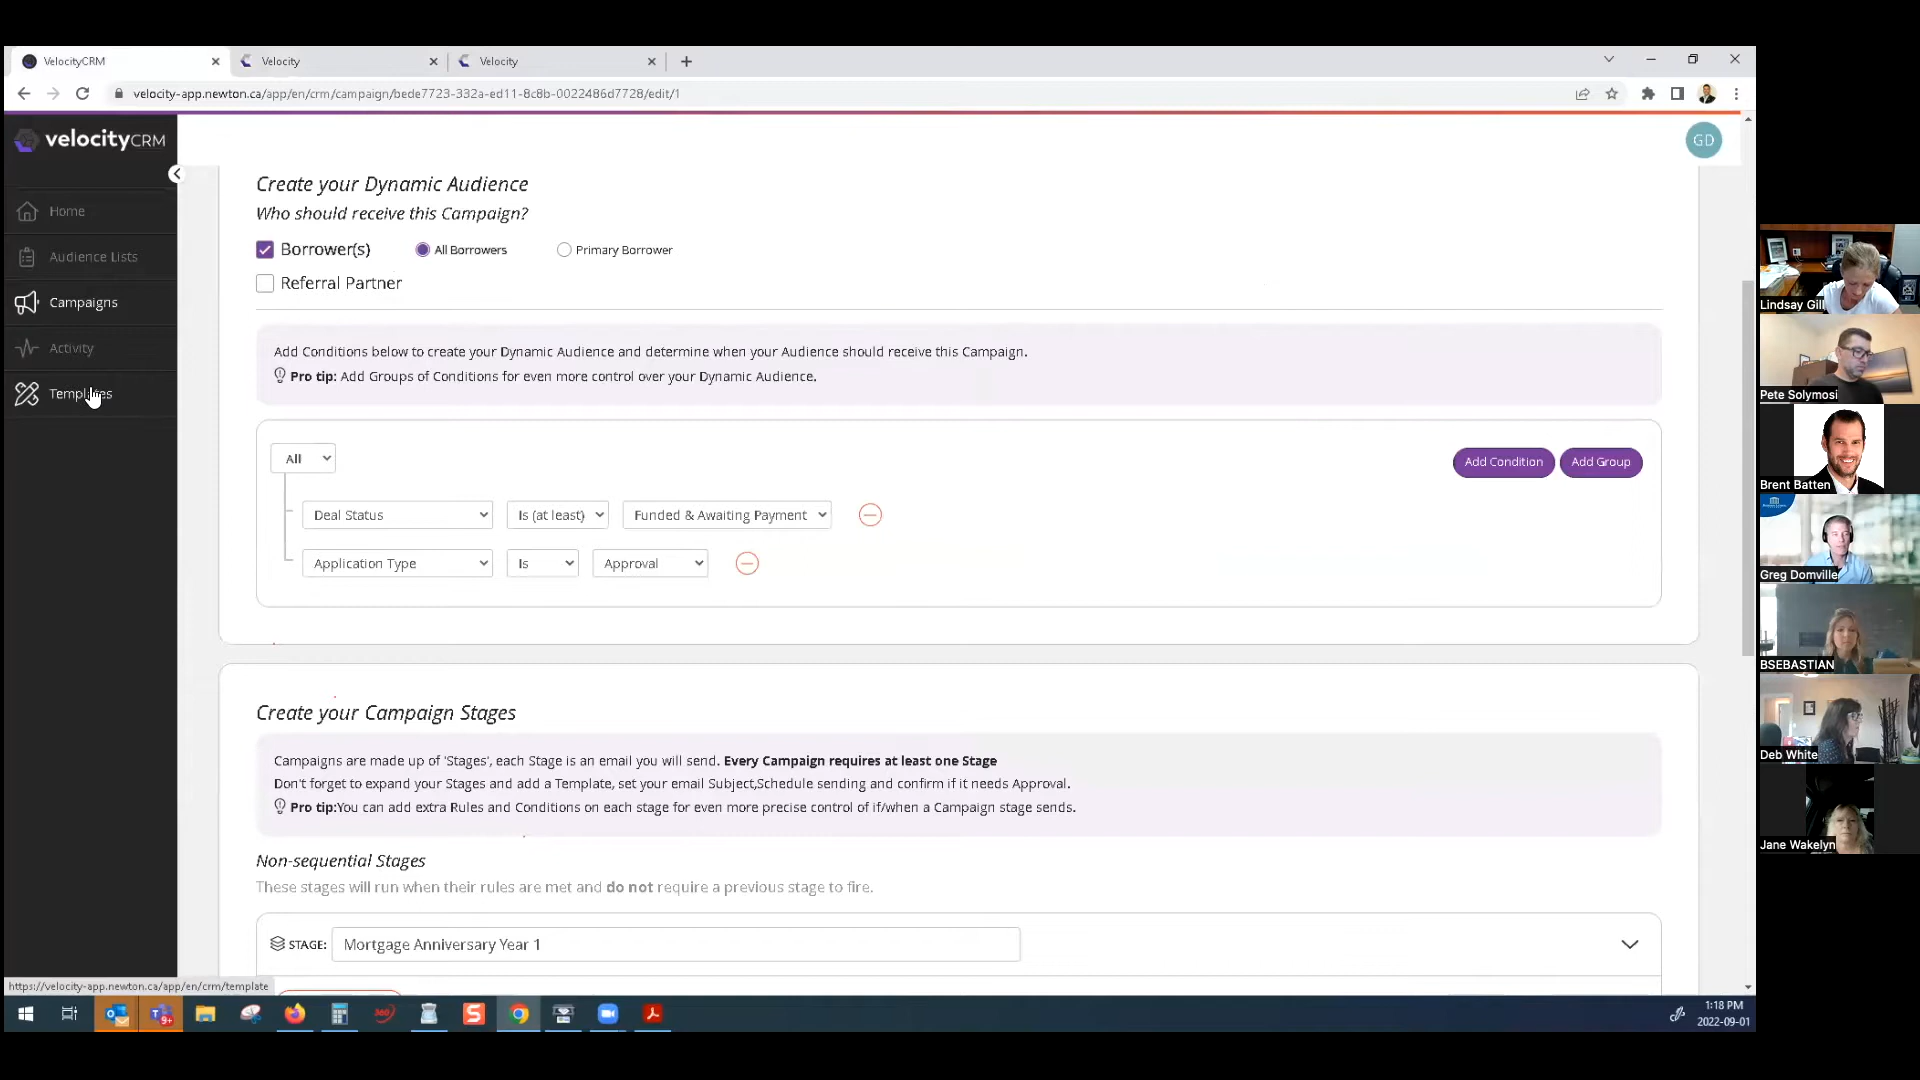 VelocityCRM
Velocity
Velocity
velocity-app.newton.ca/app/en/crm/campaign/bede7723-332a-ed11-8c8b-0022486d7728/edit/1
velocityCRM
GD
Home
Audience Lists
Campaigns
Activity
Templates
Create your Dynamic Audience
Who should receive this Campaign?
Borrower(s)
All Borrowers
Primary Borrower
Referral Partner
Add Conditions below to create your Dynamic Audience and determine when your Audience should receive this Campaign.
Pro tip: Add Groups of Conditions for even more control over your Dynamic Audience.
All
Add Condition
Add Group
Deal Status
Is (at least)
Funded & Awaiting Payment
Application Type
Is
Approval
Create your Campaign Stages
Campaigns are made up of 'Stages', each Stage is an email you will send. Every Campaign requires at least one Stage
Don't forget to expand your Stages and add a Template, set your email Subject,Schedule sending and confirm if it needs Approval.
Pro tip:You can add extra Rules and Conditions on each stage for even more precise control of if/when a Campaign stage sends.
Non-sequential Stages
These stages will run when their rules are met and do not require a previous stage to fire.
STAGE:
Mortgage Anniversary Year 1
https://velocity-app.newton.ca/app/en/crm/template
9+
360
S
1:18 PM
2022-09-01
Lindsay Gill
Pete Solymosi
Brent Batten
Greg Domville
BSEBASTIAN
Deb White
Jane Wakelyn